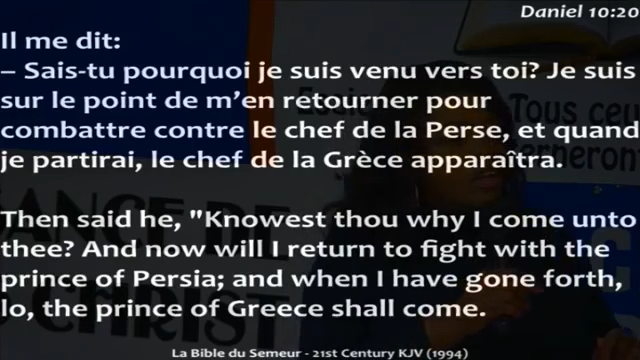 Daniel 10:20
Il me dit:
– Sais-tu pourquoi je suis venu vers toi? Je suis
sur le point de m'en retourner pour
combattre contre le chef de la Perse, et quand
je partirai, le chef de la Grèce apparaîtra.
Then said he, "Knowest thou why I come unto
thee? And now will I return to fight with the
prince of Persia; and when I have gone forth,
lo, the prince of Greece shall come.
La Bible du Semeur - 21st Century KJV (1994)
Tous
DE
CHRIST